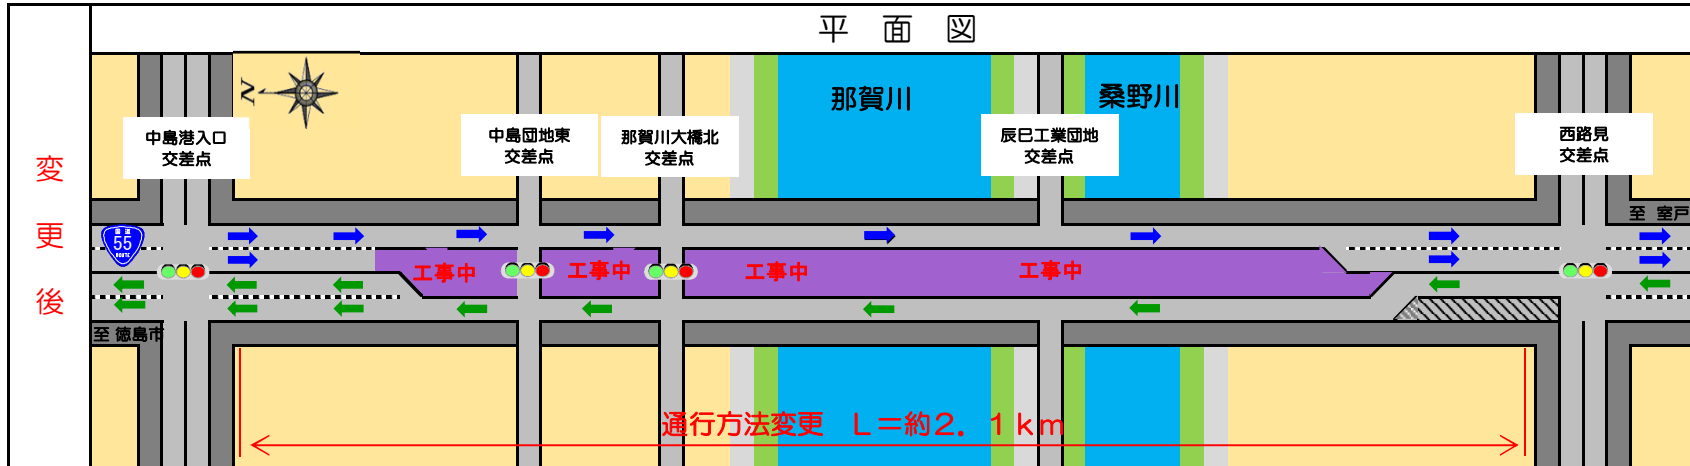 平 面 図
変
更
後
N
那賀川
桑野川
中島港入口
交差点
中島団地東
交差点
那賀川大橋北
交差点
辰巳工業団地
交差点
西路見
交差点
至 室戸
国道
55
ROUTE
工事中
工事中
工事中
工事中
至 徳島市
通行方法変更 L=約2.1km